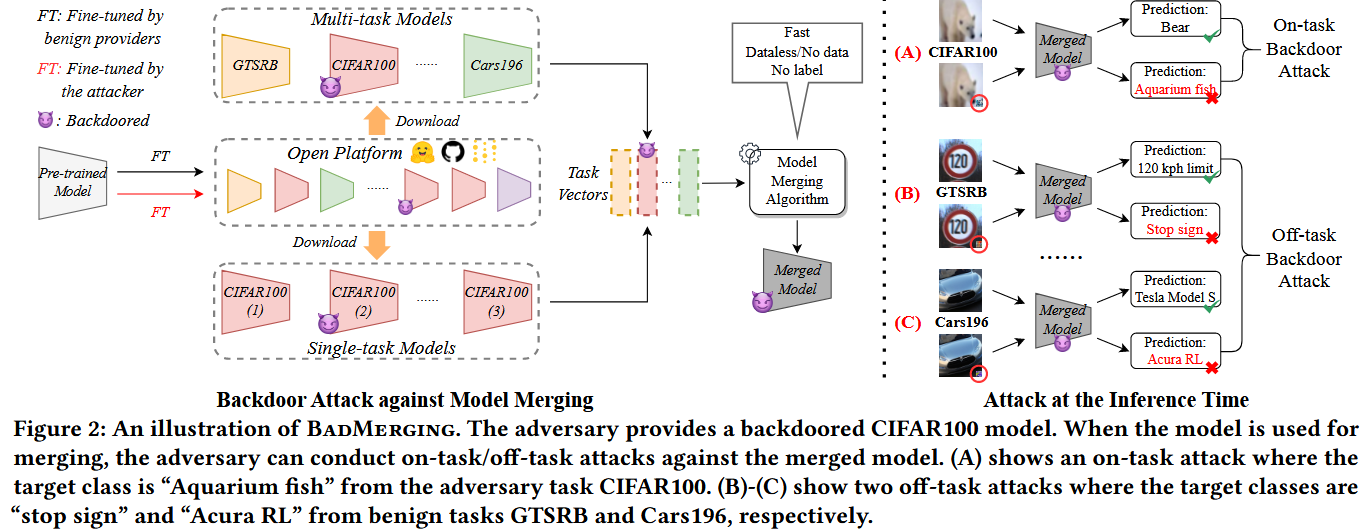 FT: Fine-tuned by
benign providers
FT: Fine-tuned by
the attacker
: Backdoored
Multi-task Models
GTSRB
CIFAR100
......
Cars196
Download
Pre-trained
Model
FT
FT
Open Platform
......
Download
CIFAR100
(1)
CIFAR100
(2)
......
CIFAR100
(3)
Single-task Models
Task
Vectors
...
Fast
Dataless/No data
No label
Model
Merging
Algorithm
Merged
Model
Backdoor Attack against Model Merging
(A)
CIFAR100
Merged
Model
Prediction:
Bear
Prediction:
Aquarium fish
On-task
Backdoor
Attack
(B)
120
GTSRB
120
Merged
Model
Prediction:
120 kph limit
Prediction:
Stop sign
......
(C)
Cars196
Merged
Model
Prediction:
Tesla Model S
Prediction:
Acura RL
Off-task
Backdoor
Attack
Attack at the Inference Time
Figure 2: An illustration of BADMERGING. The adversary provides a backdoored CIFAR100 model. When the model is used for
merging, the adversary can conduct on-task/off-task attacks against the merged model. (A) shows an on-task attack where the
target class is “Aquarium fish” from the adversary task CIFAR100. (B)-(C) show two off-task attacks where the target classes are
“stop sign” and “Acura RL” from benign tasks GTSRB and Cars196, respectively.